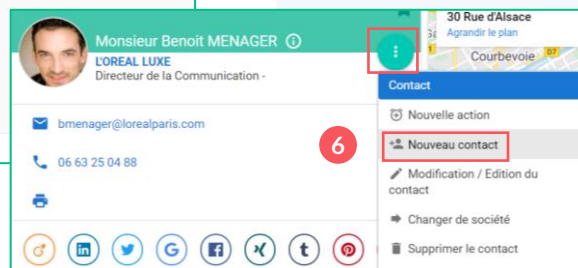 Monsieur Benoit MENAGER
L'OREAL LUXE
Directeur de la Communication -
bmenager@lorealparis.com
06 63 25 04 88
30 Rue d'Alsace
Agrandir le plan
Courbevoie
Contact
Nouvelle action
6
Nouveau contact
Modification / Edition du
contact
Changer de société
Supprimer le contact